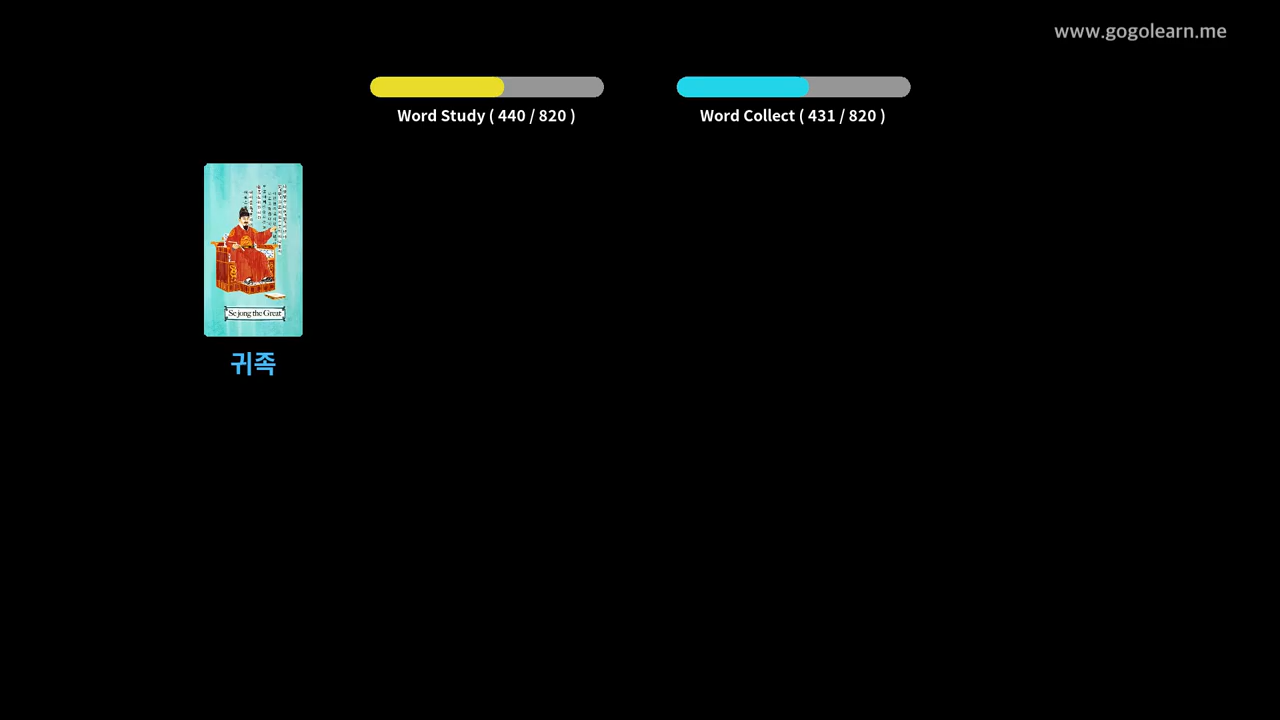 www.gogolearn.me
Word Study ( 440 / 820 )
Word Collect ( 431 / 820 )
Sejong the Great
귀족